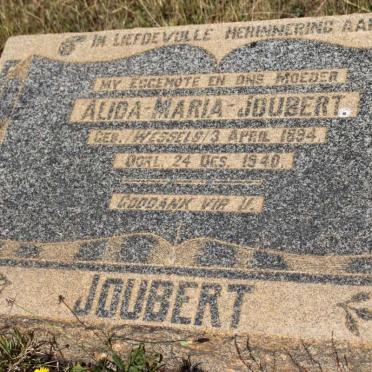 IN LIEFDEVOLLE HERINNERING AAN
MY EGGENOTE EN ONS MOEDER
ALIDA-MARIA-JOUBERT
GEB. (WESSELS) 3 APRIL 1894
OORL. 24 DES. 1940.
GODDANK VIR U.
JOUBERT